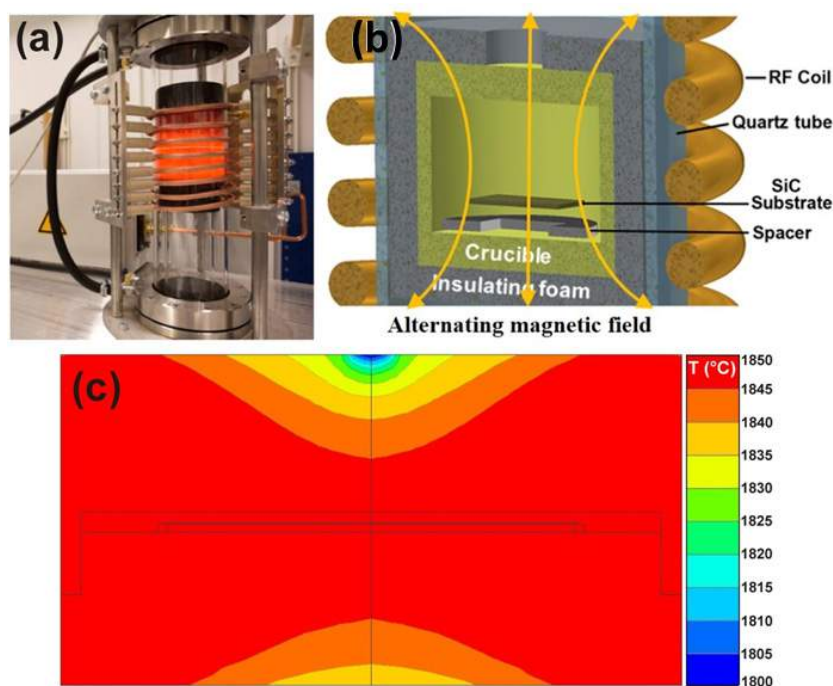 (a)
(b)
RF Coil
Quartz tube
SiC
Substrate
Spacer
Crucible
Insulating foam
Alternating magnetic field
(c)
T (°C)
1850
1845
1840
1835
1830
1825
1820
1815
1810
1805
1800